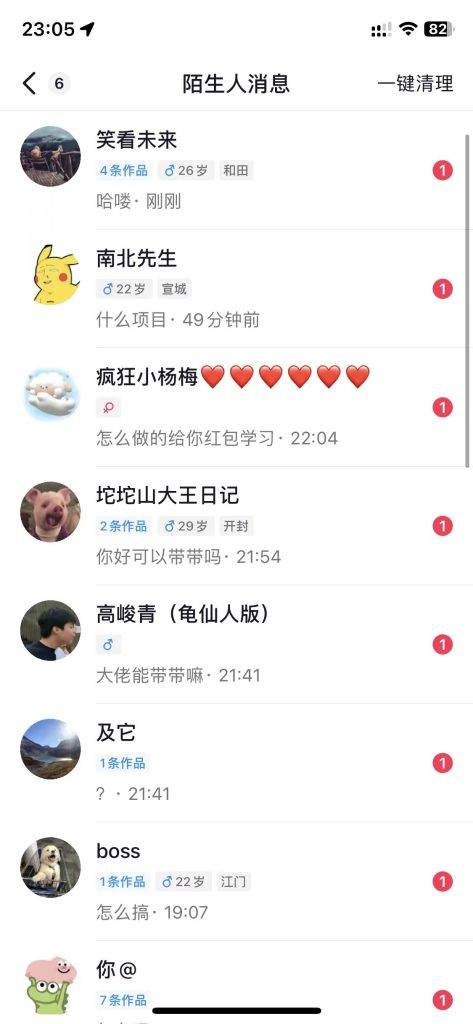 23:05
82
6
陌生人消息
一键清理
笑看未来
4条作品 ♂26岁 和田
1
哈喽 · 刚刚
南北先生
♂22岁 宣城
1
什么项目 · 49分钟前
疯狂小杨梅❤️❤️❤️❤️❤️❤️
♀
1
怎么做的给你红包学习 · 22:04
坨坨山大王日记
2条作品 ♂29岁 开封
1
你好可以带带吗 · 21:54
高峻青（龟仙人版）
♂
1
大佬能带带嘛 · 21:41
及它
1条作品
1
？ · 21:41
boss
1条作品 ♂22岁 江门
1
怎么搞 · 19:07
你@
7条作品
1